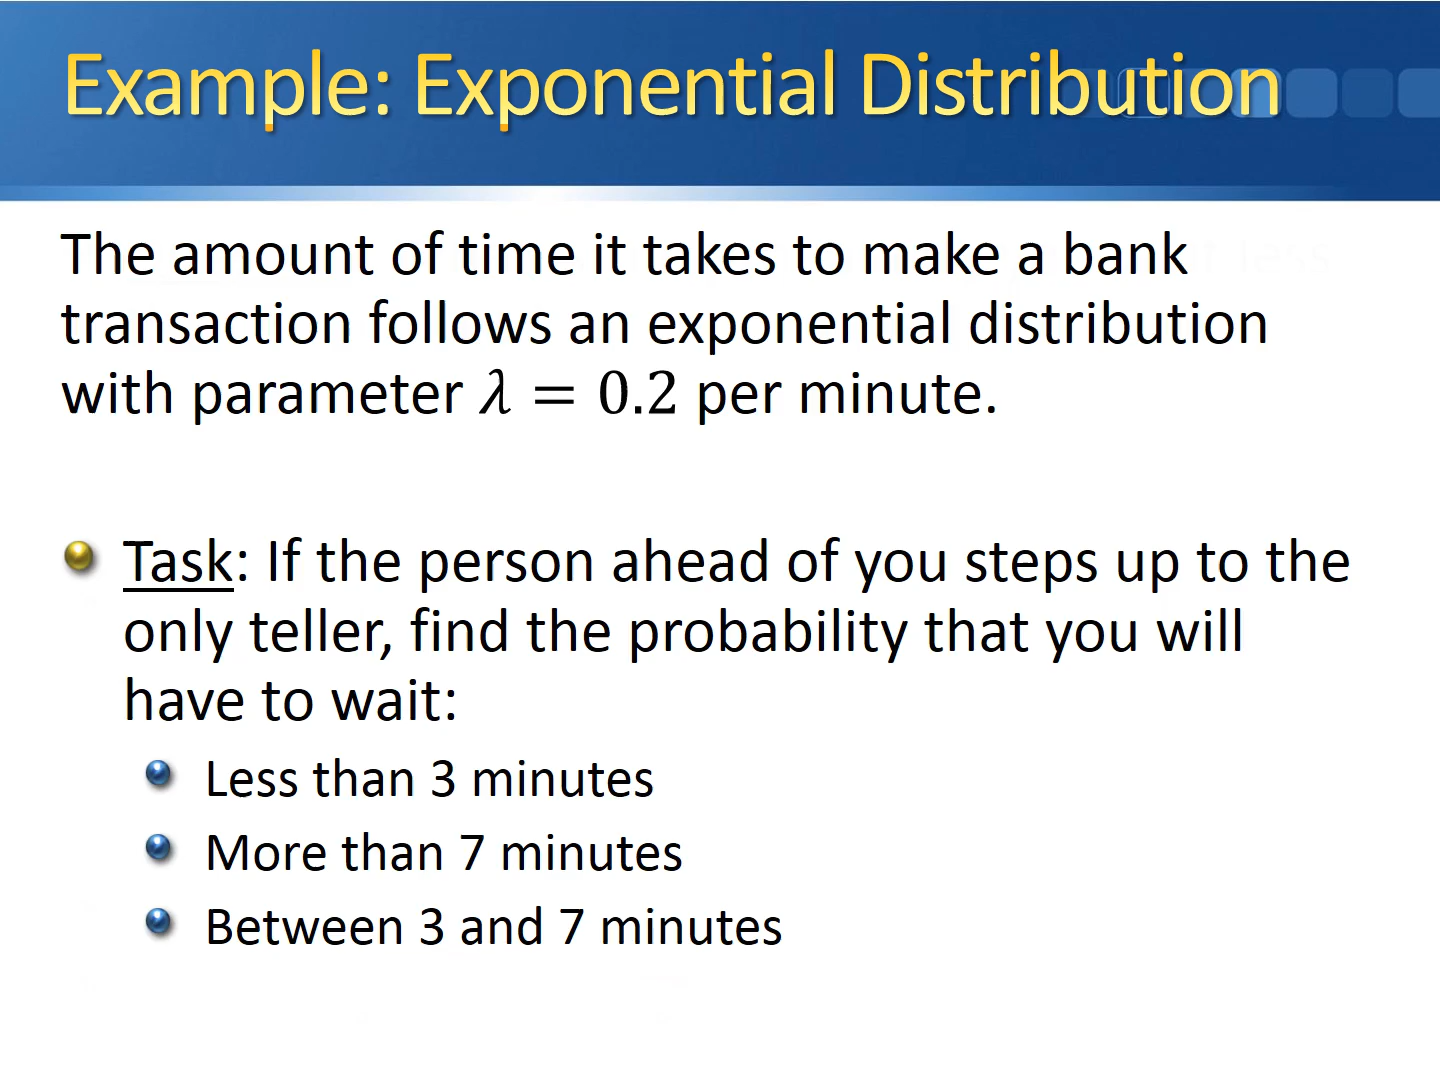 Example: Exponential Distribution
The amount of time it takes to make a bank
transaction follows an exponential distribution
with parameter λ = 0.2 per minute.
Task: If the person ahead of you steps up to the
only teller, find the probability that you will
have to wait:
Less than 3 minutes
More than 7 minutes
Between 3 and 7 minutes